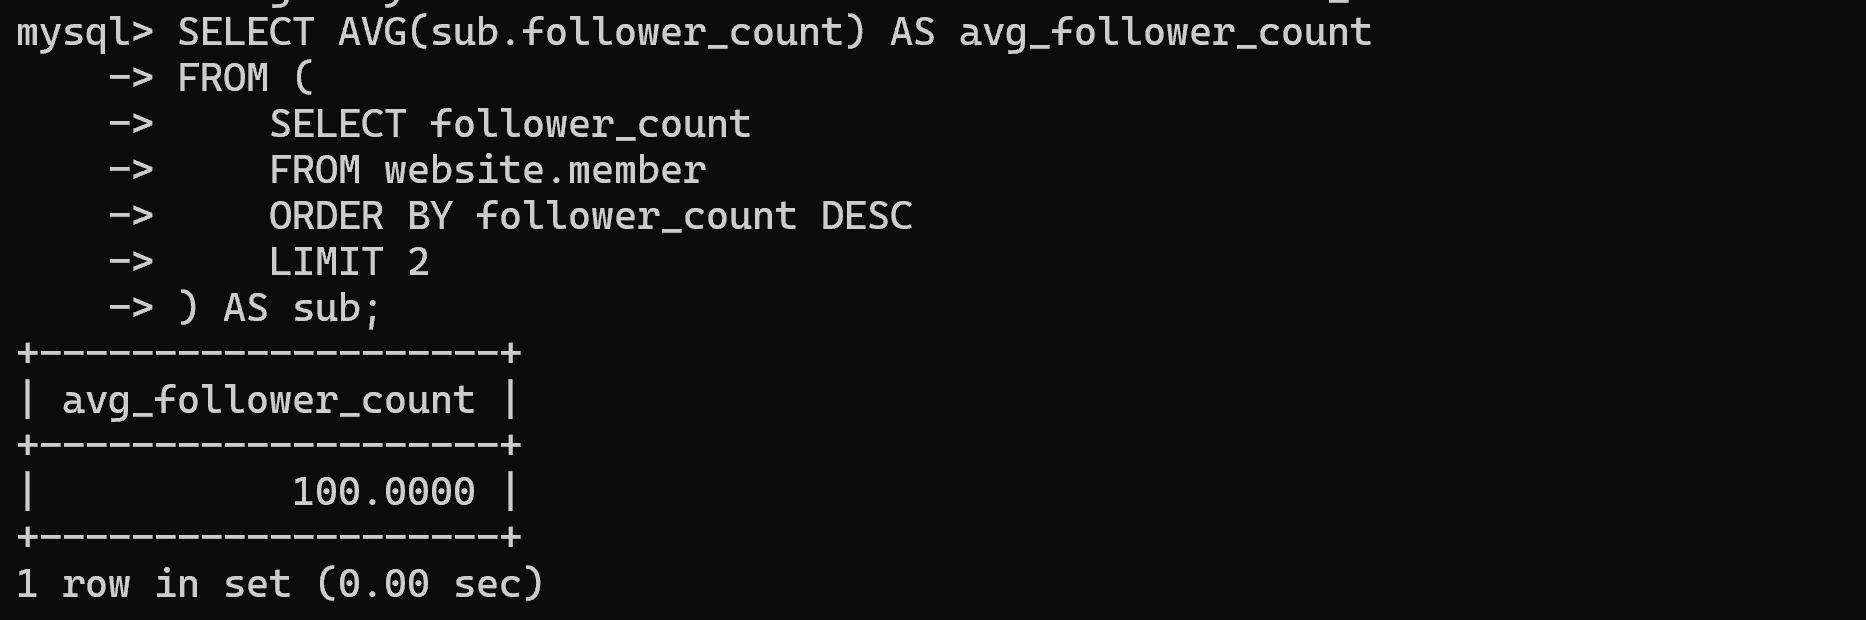 mysql> SELECT AVG(sub.follower_count) AS avg_follower_count
    -> FROM (
    ->     SELECT follower_count
    ->     FROM website.member
    ->     ORDER BY follower_count DESC
    ->     LIMIT 2
    -> ) AS sub;
+--------------------+
| avg_follower_count |
+--------------------+
|           100.0000 |
+--------------------+
1 row in set (0.00 sec)